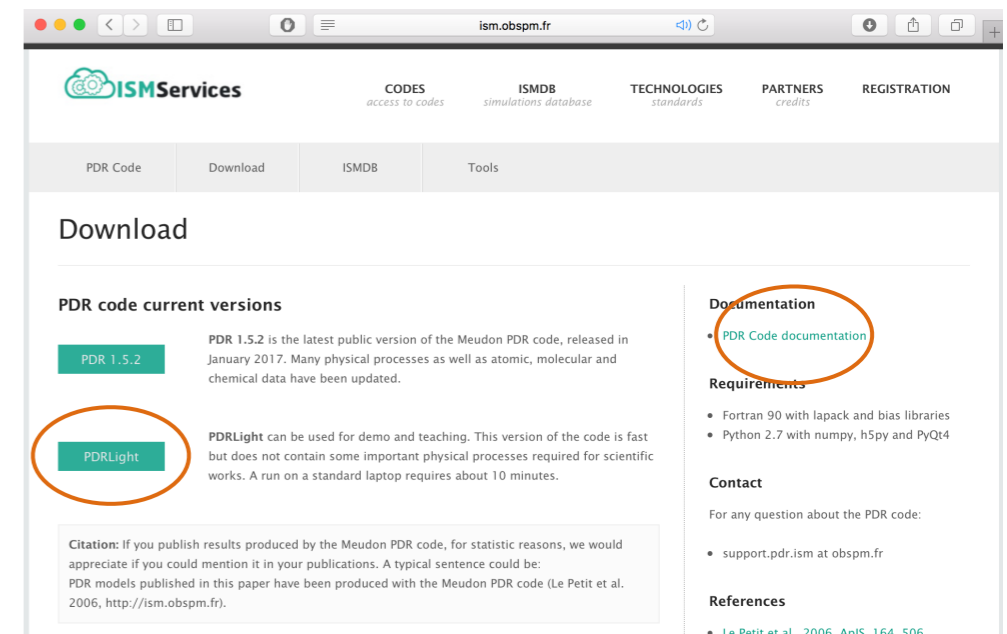 ism.obspm.fr
ISMServices
CODES
access to codes
ISMDB
simulations database
TECHNOLOGIES
standards
PARTNERS
credits
REGISTRATION
PDR Code
Download
ISMDB
Tools
Download
PDR code current versions
PDR 1.5.2
PDR 1.5.2 is the latest public version of the Meudon PDR code, released in
January 2017. Many physical processes as well as atomic, molecular and
chemical data have been updated.
PDRLight
PDRLight can be used for demo and teaching. This version of the code is fast
but does not contain some important physical processes required for scientific
works. A run on a standard laptop requires about 10 minutes.
Citation: If you publish results produced by the Meudon PDR code, for statistic reasons, we would
appreciate if you could mention it in your publications. A typical sentence could be:
PDR models published in this paper have been produced with the Meudon PDR code (Le Petit et al.
2006, http://ism.obspm.fr).
Documentation
• PDR Code documentation
Requirements
• Fortran 90 with lapack and bias libraries
• Python 2.7 with numpy, h5py and PyQt4
Contact
For any question about the PDR code:
• support.pdr.ism at obspm.fr
References
• Le Petit et al., 2006, ApJS, 164, 506